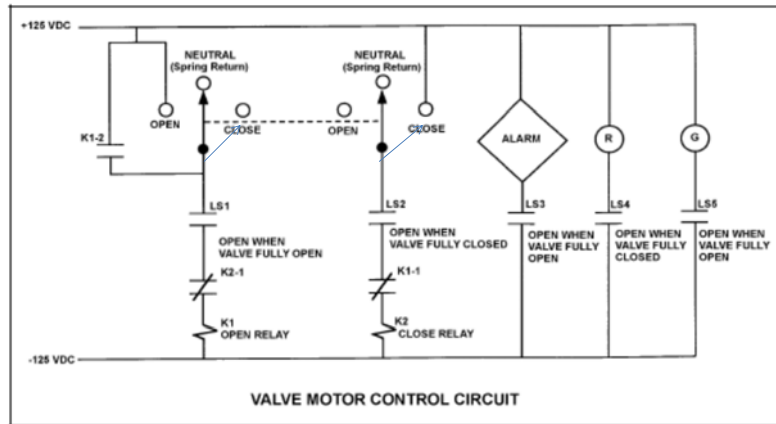 +125 VDC
NEUTRAL
(Spring Return)
NEUTRAL
(Spring Return)
OPEN
CLOSE
OPEN
CLOSE
K1-2
ALARM
R
G
LS1
LS2
LS3
LS4
LS5
OPEN WHEN
VALVE FULLY OPEN
OPEN WHEN
VALVE FULLY CLOSED
OPEN WHEN
VALVE FULLY
OPEN
OPEN WHEN
VALVE FULLY
CLOSED
OPEN WHEN
VALVE FULLY
OPEN
K2-1
K1-1
K1
OPEN RELAY
K2
CLOSE RELAY
-125 VDC
VALVE MOTOR CONTROL CIRCUIT